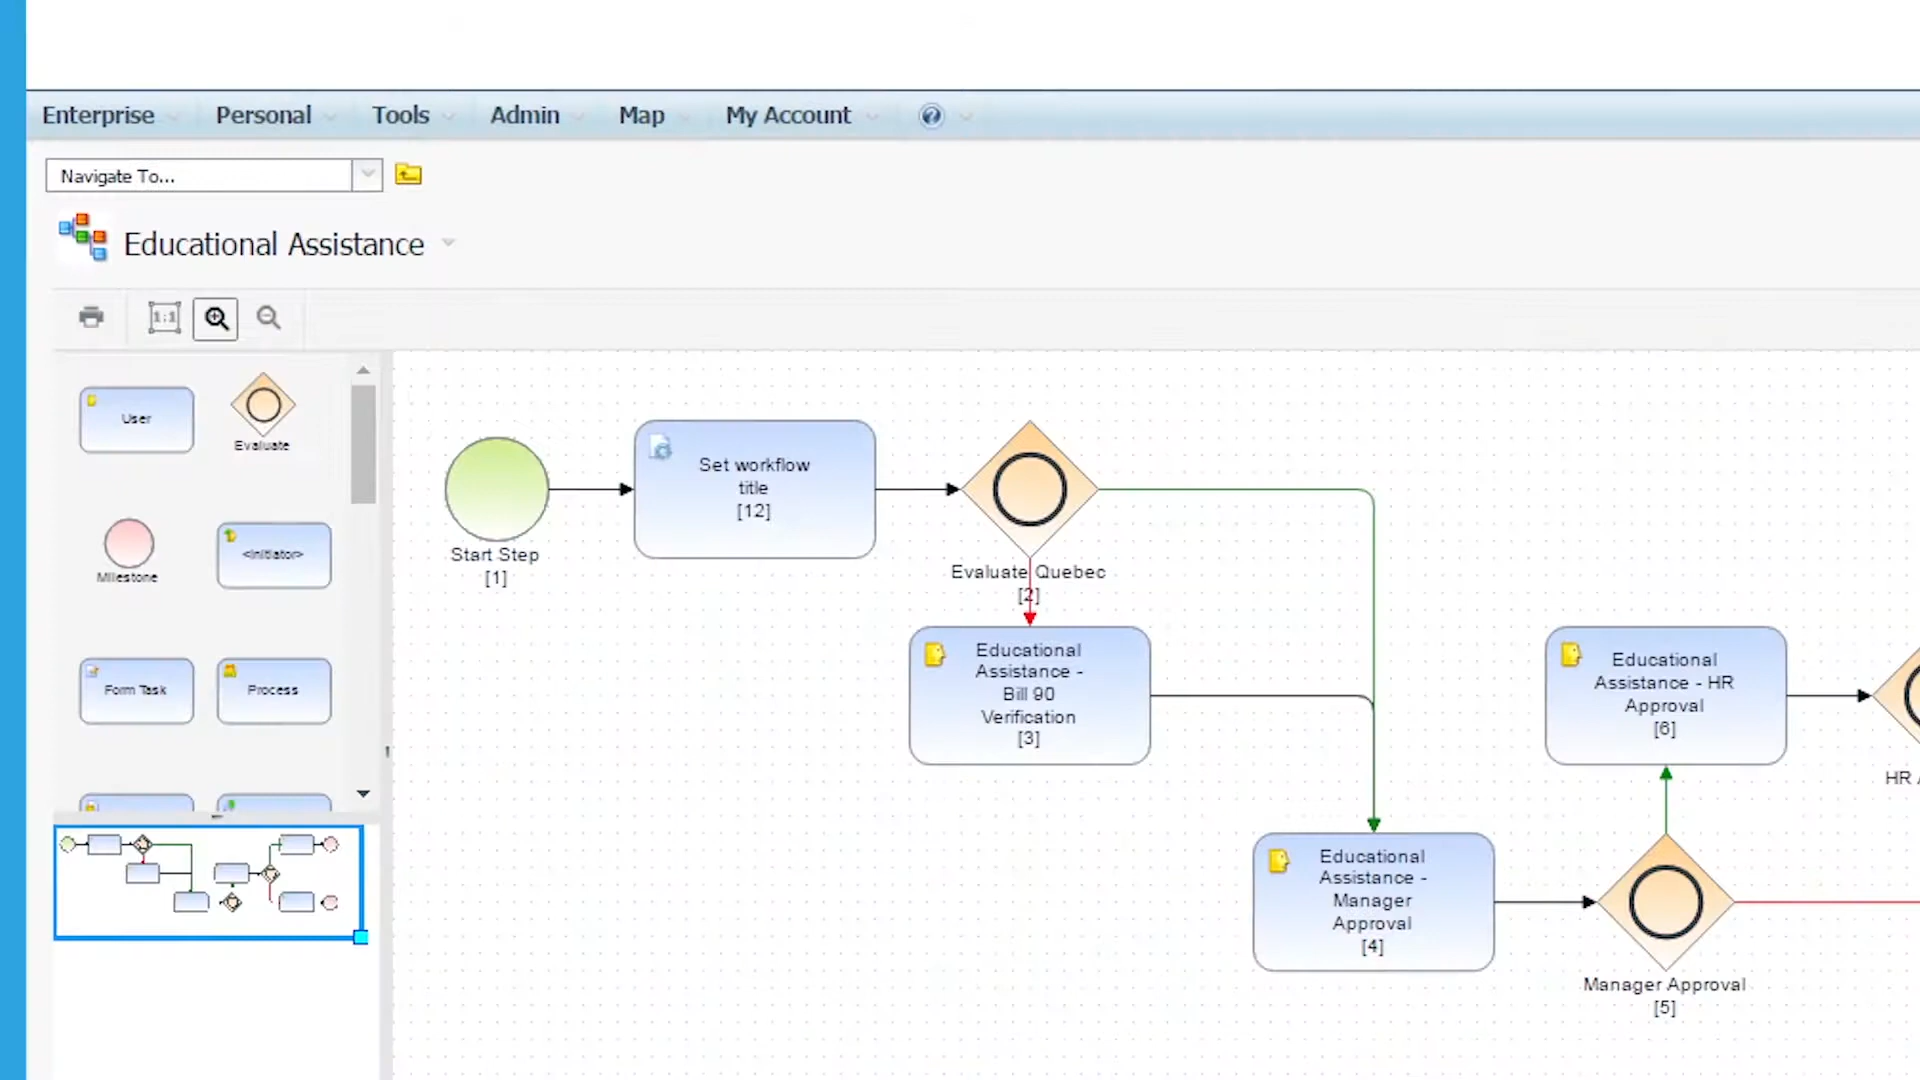 Enterprise
Personal
Tools
Admin
Map
My Account
Navigate To...
Educational Assistance
1:1
User
Evaluate
Milestone
<Initiator>
Form Task
Process
Start Step
[1]
Set workflow
title
[12]
Evaluate Quebec
[2]
Educational
Assistance -
Bill 90
Verification
[3]
Educational
Assistance -
Manager
Approval
[4]
Manager Approval
[5]
Educational
Assistance - HR
Approval
[6]
HR